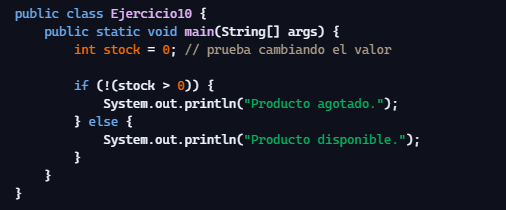 public class Ejercicio10 {
    public static void main(String[] args) {
        int stock = 0; // prueba cambiando el valor

        if (!(stock > 0)) {
            System.out.println("Producto agotado.");
        } else {
            System.out.println("Producto disponible.");
        }
    }
}